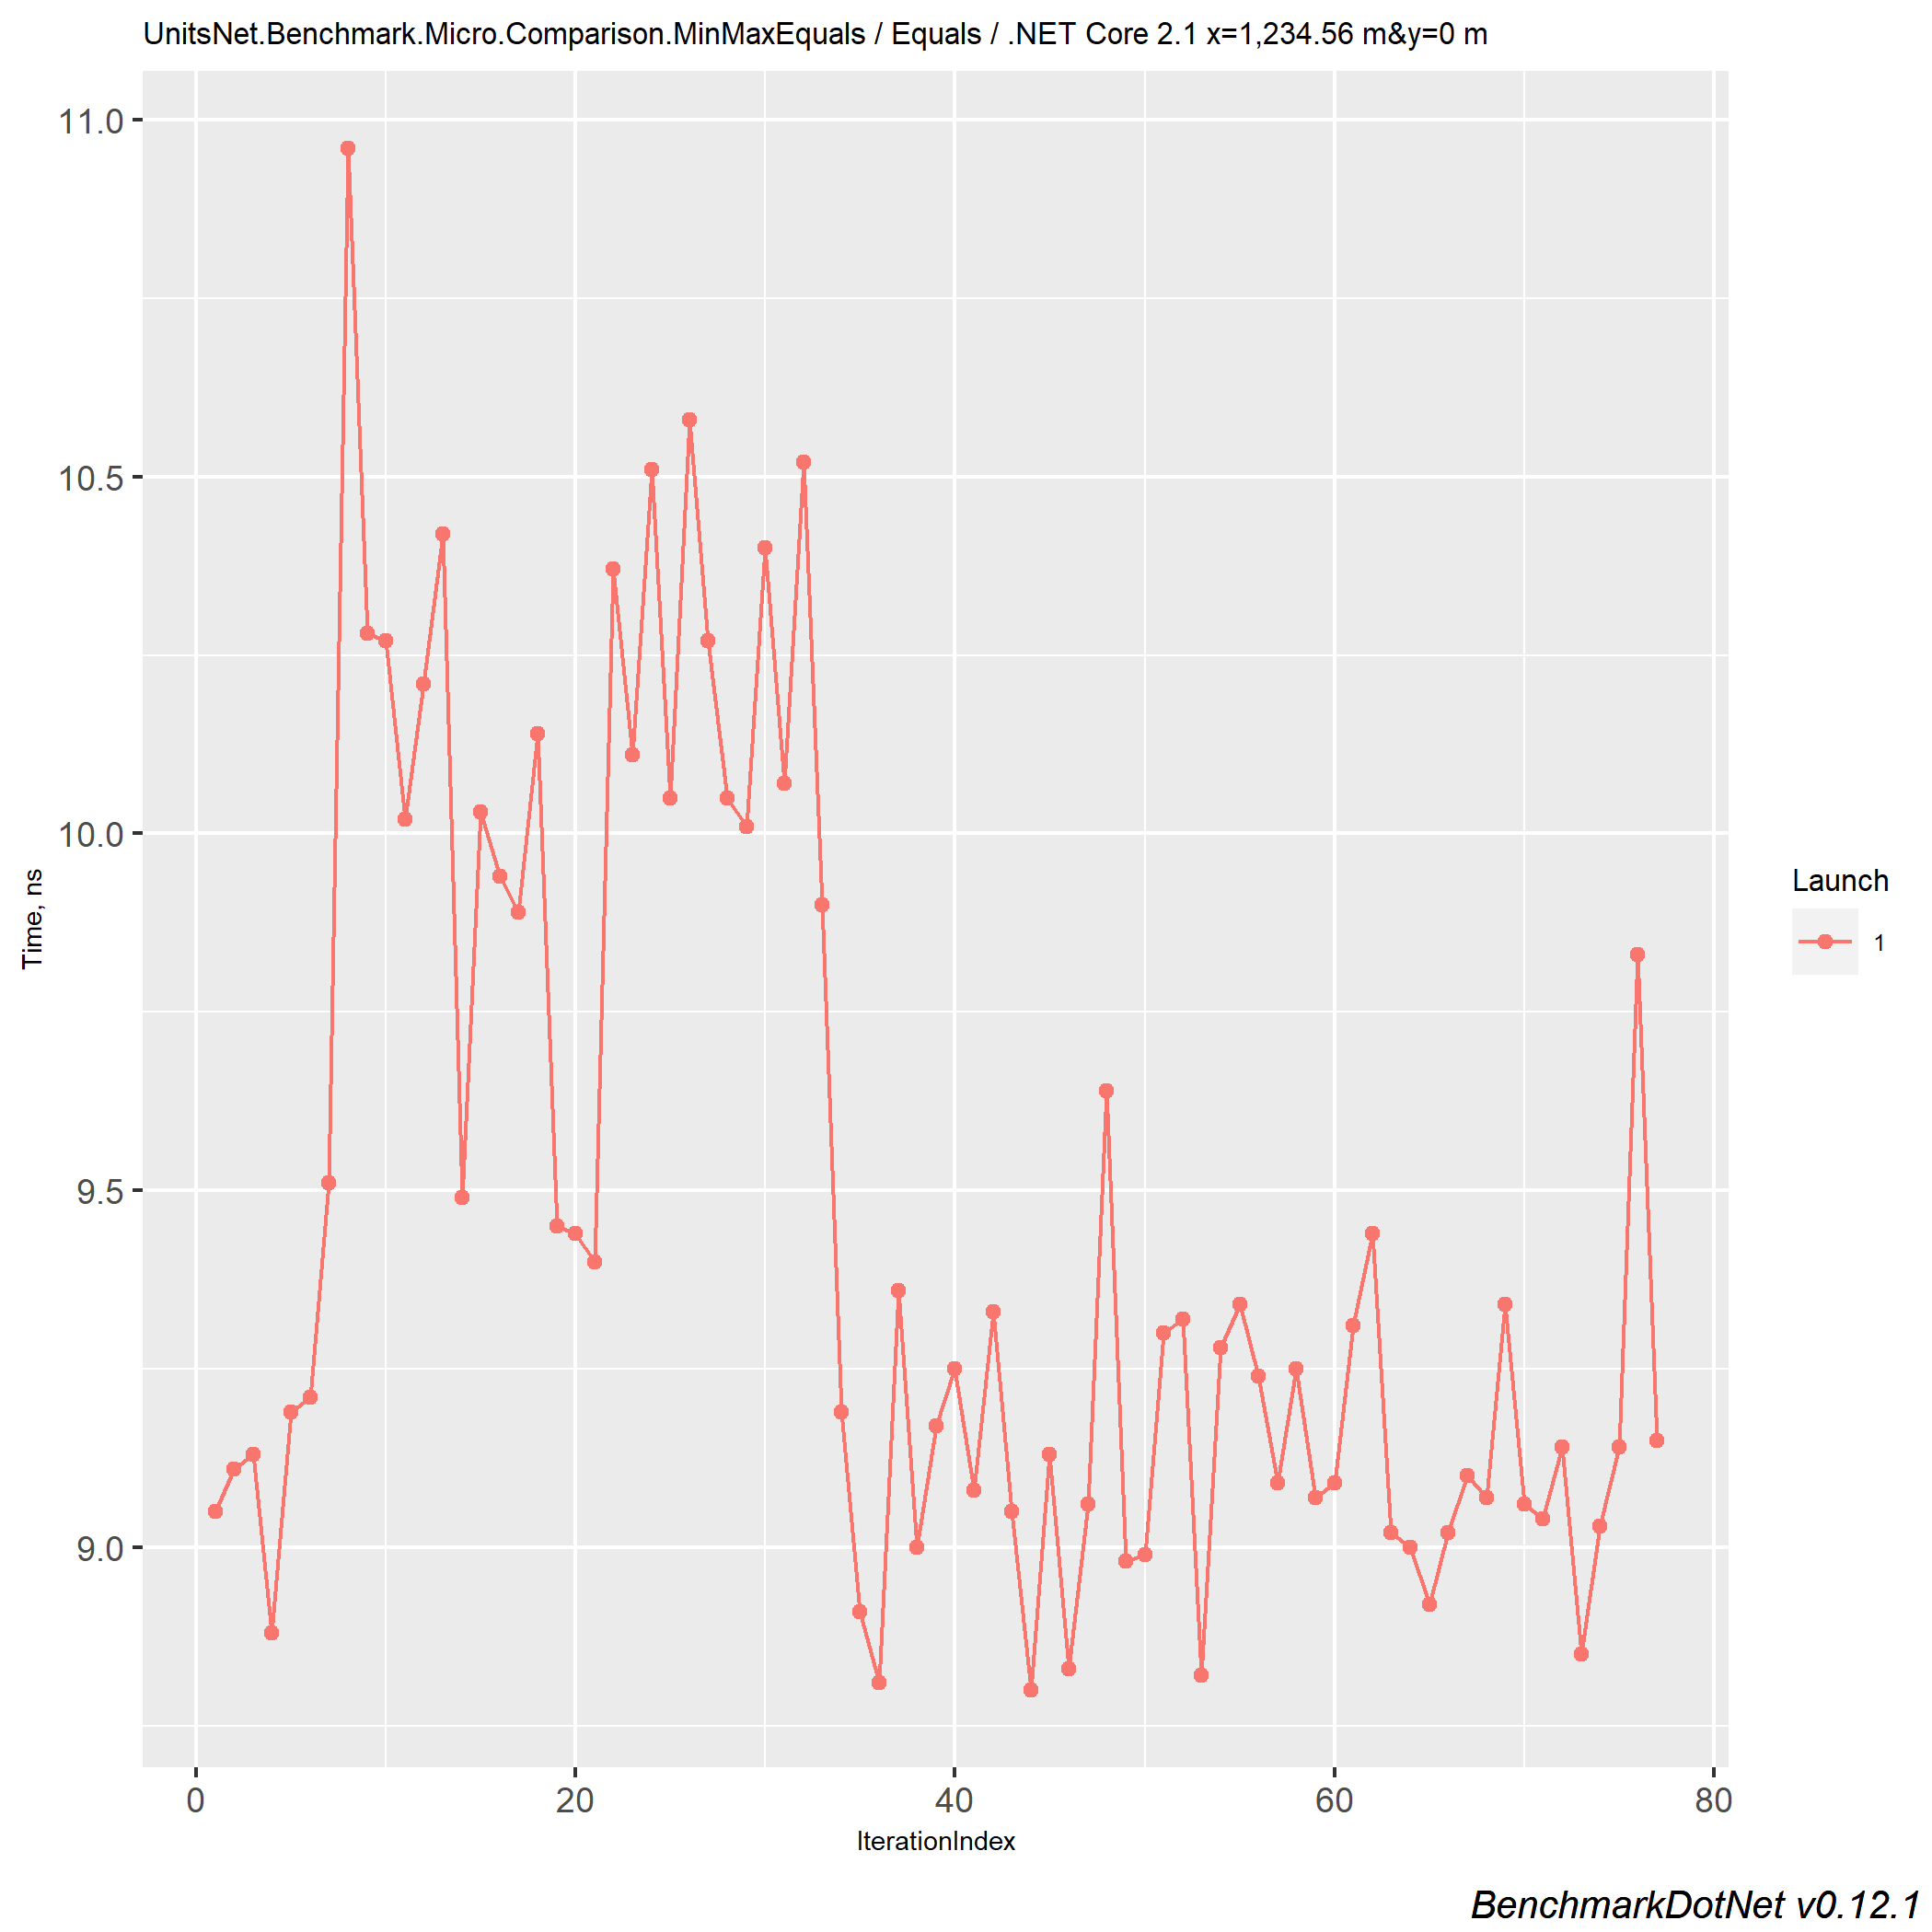 UnitsNet.Benchmark.Micro.Comparison.MinMaxEquals / Equals / .NET Core 2.1 x=1,234.56 m&y=0 m
11.0
10.5
10.0
9.5
9.0
Time, ns
0 20 40 60 80
IterationIndex
Launch
1
BenchmarkDotNet v0.12.1